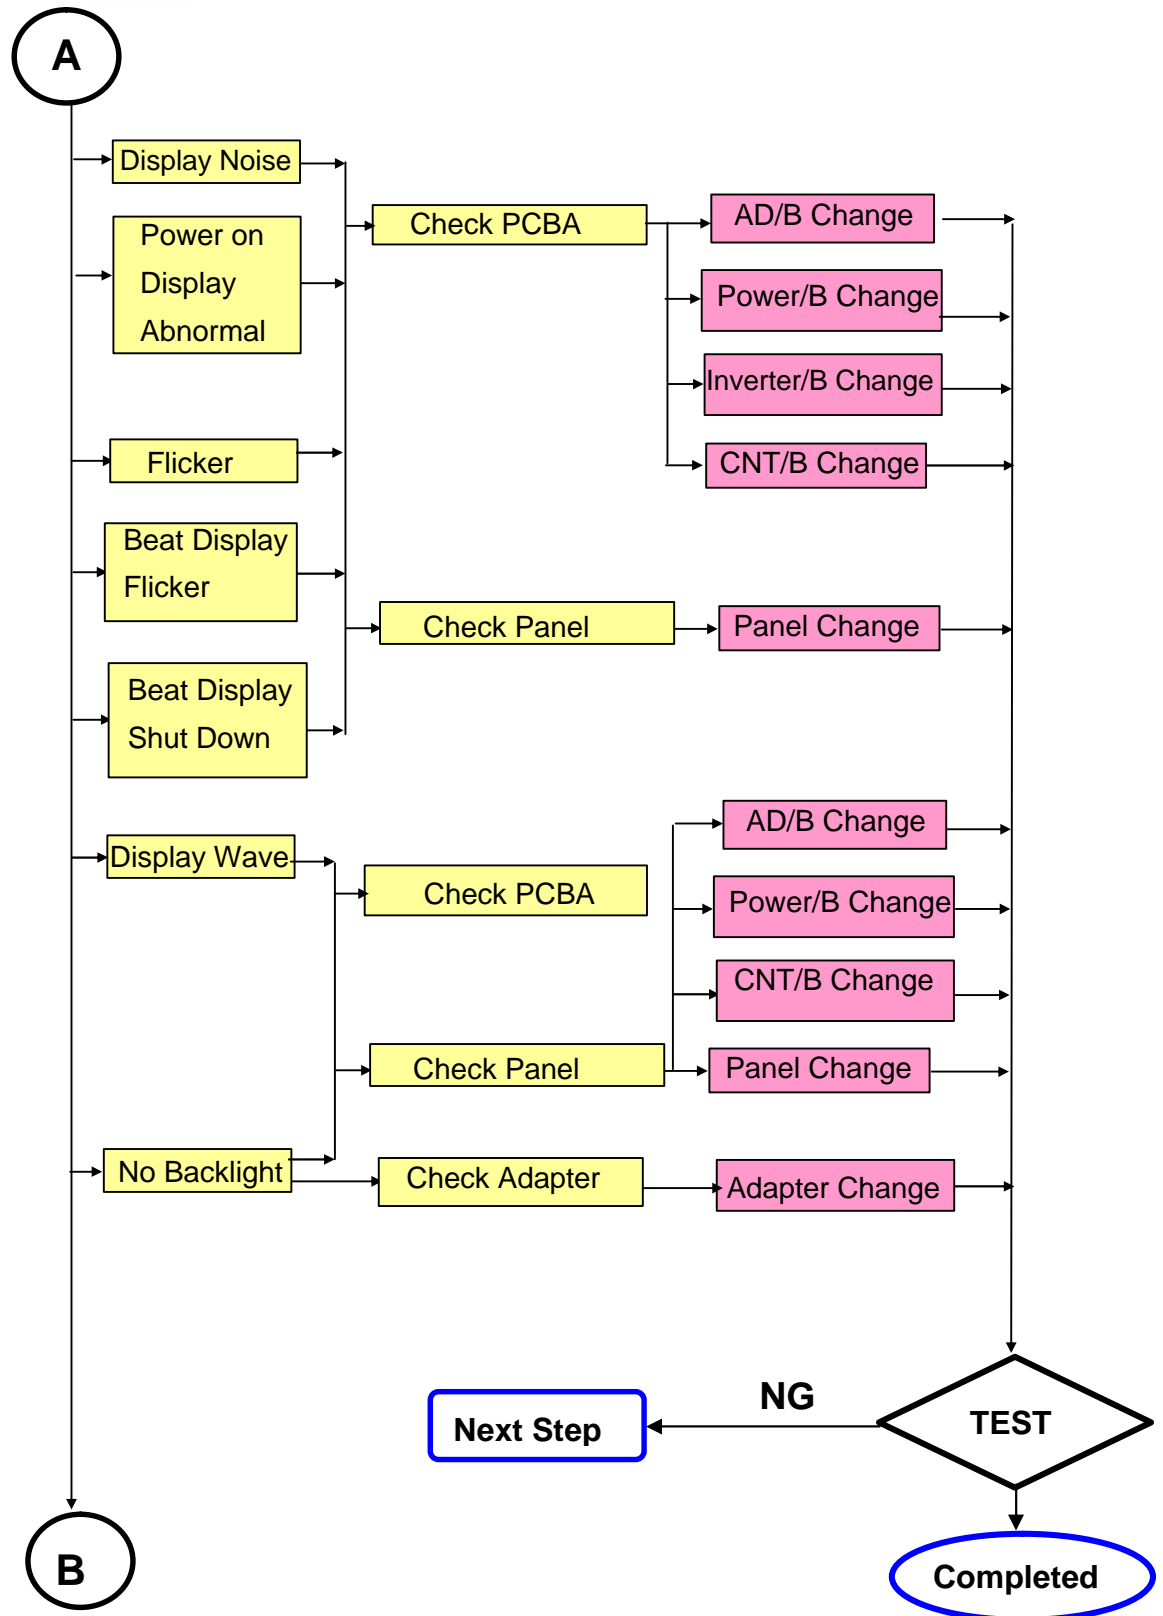 A
Display Noise
Power on
Display
Abnormal
Flicker
Beat Display
Flicker
Beat Display
Shut Down
Display Wave
No Backlight
Check PCBA
Check Panel
Check PCBA
Check Panel
Check Adapter
AD/B Change
Power/B Change
Inverter/B Change
CNT/B Change
Panel Change
AD/B Change
Power/B Change
CNT/B Change
Panel Change
Adapter Change
TEST
NG
Next Step
Completed
B